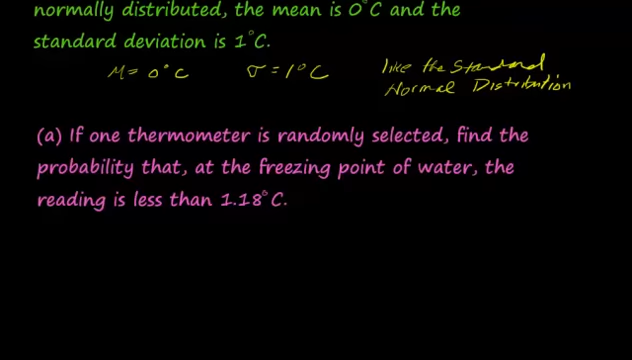 normally distributed, the mean is 0°C and the
standard deviation is 1°C.
M = 0°C σ = 1°C like the Standard
Normal Distribution
(a) If one thermometer is randomly selected, find the
probability that, at the freezing point of water, the
reading is less than 1.18°C.